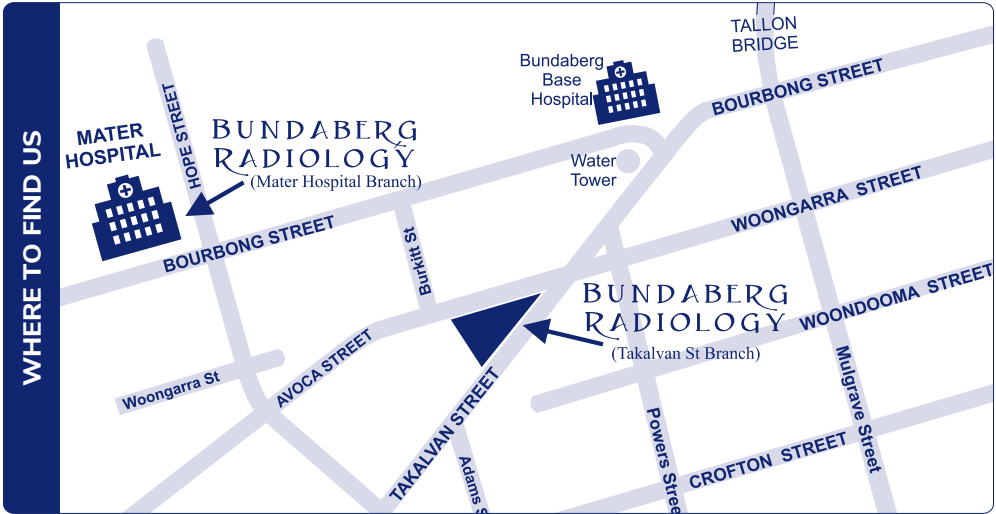 WHERE TO FIND US
TALLON
BRIDGE
Bundaberg
Base
Hospital
BOURBONG STREET
HOPE STREET
MATER
HOSPITAL
BUNDABERG
RADIOLOGY
(Mater Hospital Branch)
Water
Tower
WOONGARRA STREET
BOURBONG STREET
Burkitt St
WOONDOOMA STREET
BUNDABERG
RADIOLOGY
(Takalvan St Branch)
AVOCA STREET
Woongarra St
Mulgrave Street
TAKALVAN STREET
Powers Stree
CROFTON STREET
Adams S